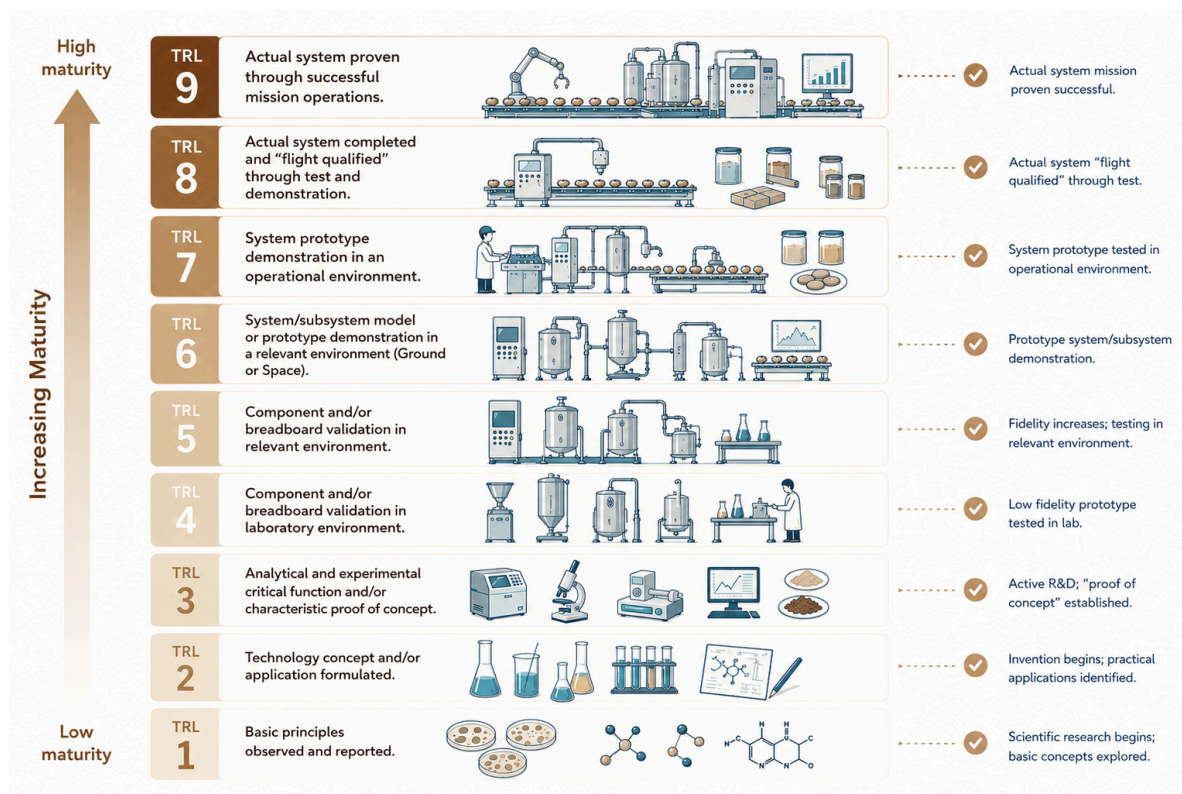 High
maturity
TRL
9
Actual system proven
through successful
mission operations.
Actual system mission
proven successful.
TRL
8
Actual system completed
and “flight qualified”
through test and
demonstration.
Actual system “flight
qualified” through test.
TRL
7
System prototype
demonstration in an
operational environment.
System prototype tested in
operational environment.
Increasing Maturity
TRL
6
System/subsystem model
or prototype demonstration in
a relevant environment (Ground
or Space).
Prototype system/subsystem
demonstration.
TRL
5
Component and/or
breadboard validation in
relevant environment.
Fidelity increases; testing in
relevant environment.
TRL
4
Component and/or
breadboard validation in
laboratory environment.
Low fidelity prototype
tested in lab.
TRL
3
Analytical and experimental
critical function and/or
characteristic proof of concept.
Active R&D; “proof of
concept” established.
TRL
2
Technology concept and/or
application formulated.
Invention begins; practical
applications identified.
Low
maturity
TRL
1
Basic principles
observed and reported.
N H
C C
N N O
Scientific research begins;
basic concepts explored.